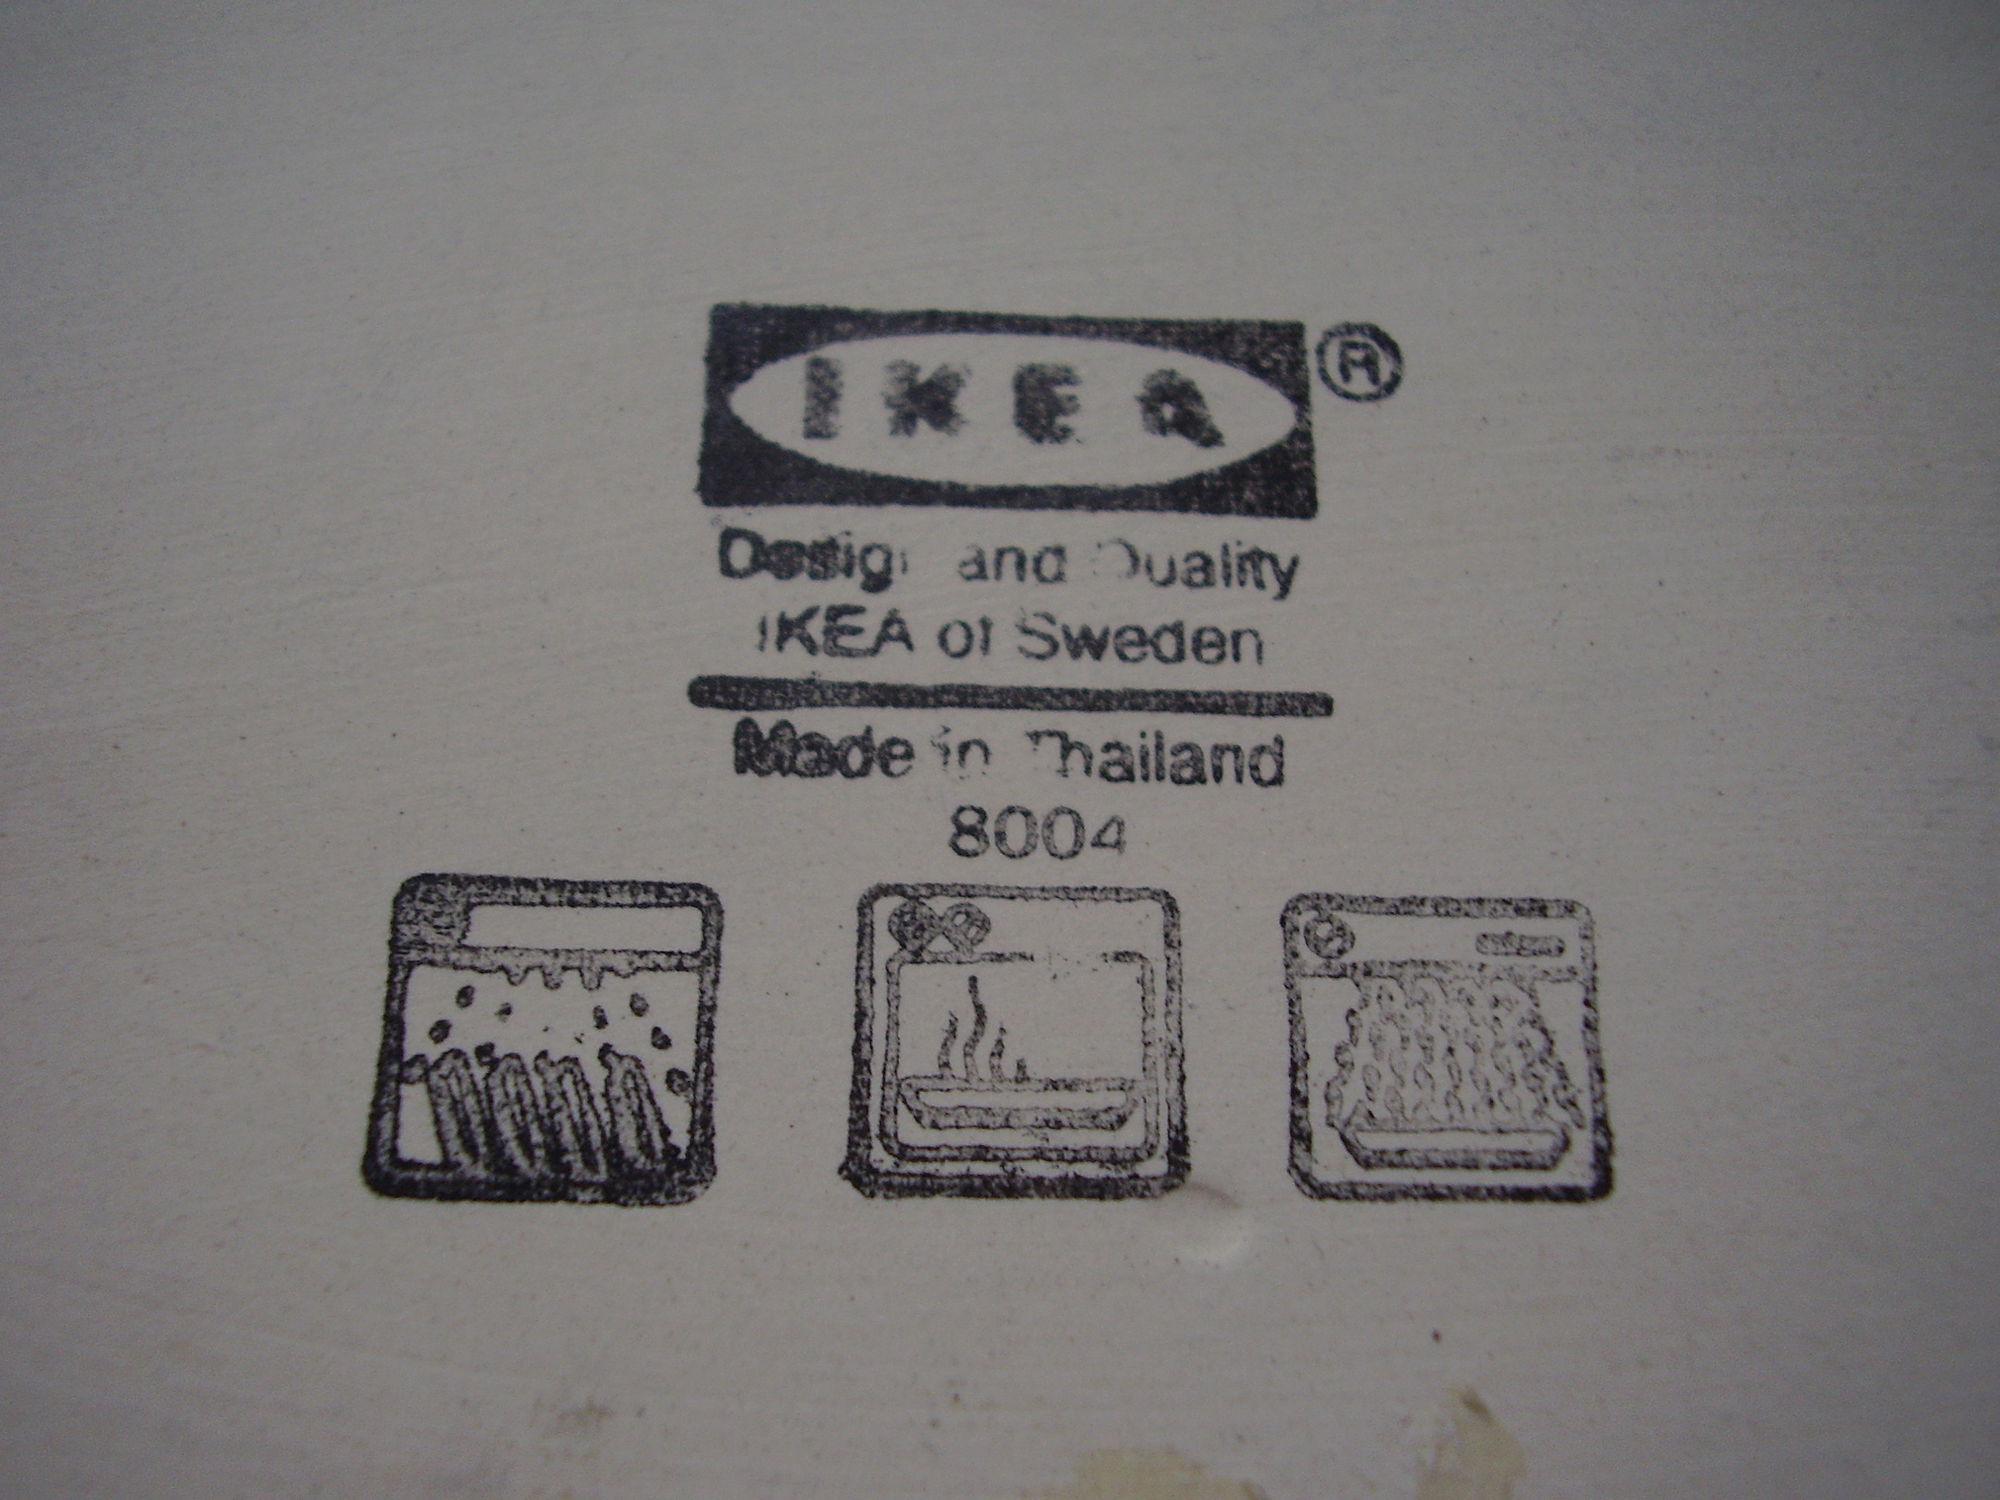 IKEA ®
Design and Quality
IKEA of Sweden
Made in Thailand
8004